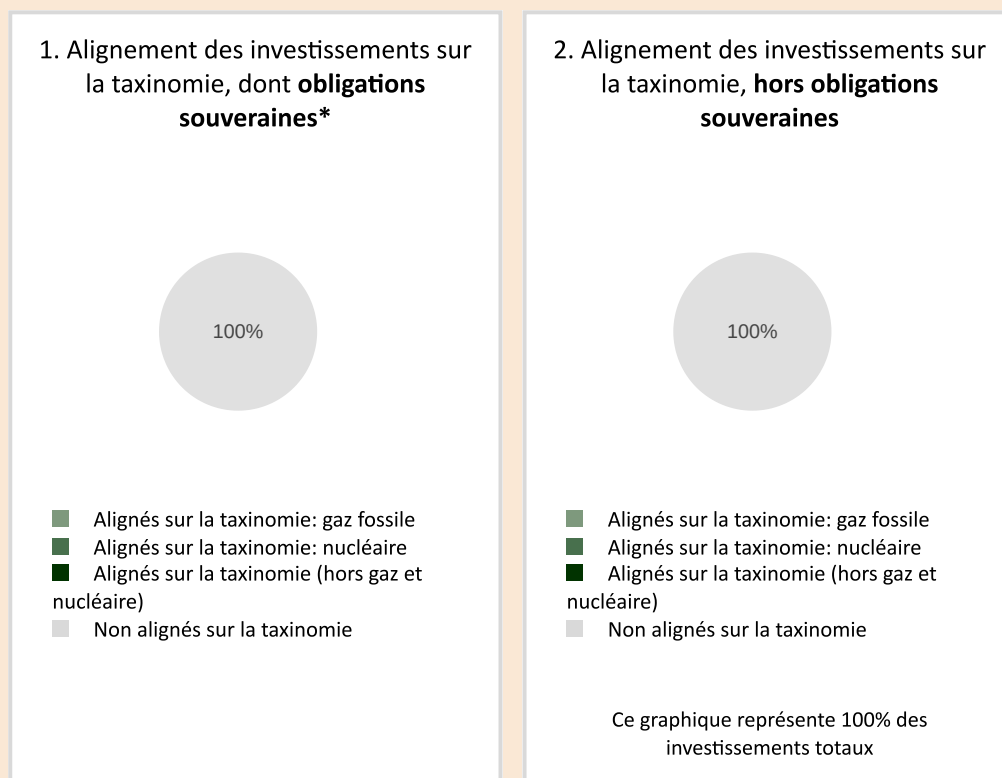 1. Alignement des investissements sur
la taxinomie, dont obligations
souveraines*
100%
Alignés sur la taxinomie: gaz fossile
Alignés sur la taxinomie: nucléaire
Alignés sur la taxinomie (hors gaz et
nucléaire)
Non alignés sur la taxinomie
2. Alignement des investissements sur
la taxinomie, hors obligations
souveraines
100%
Alignés sur la taxinomie: gaz fossile
Alignés sur la taxinomie: nucléaire
Alignés sur la taxinomie (hors gaz et
nucléaire)
Non alignés sur la taxinomie
Ce graphique représente 100% des
investissements totaux